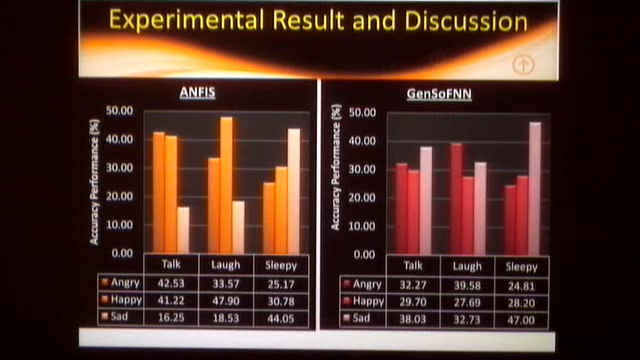 Experimental Result and Discussion
ANFIS
Accuracy Performance (%)
50.00
40.00
30.00
20.00
10.00
0.00
Talk Laugh Sleepy
Angry 42.53 33.57 25.17
Happy 41.22 47.90 30.78
Sad 16.25 18.53 44.05
GenSoFNN
Accuracy Performance (%)
50.00
40.00
30.00
20.00
10.00
0.00
Talk Laugh Sleepy
Angry 32.27 39.58 24.81
Happy 29.70 27.69 28.20
Sad 38.03 32.73 47.00